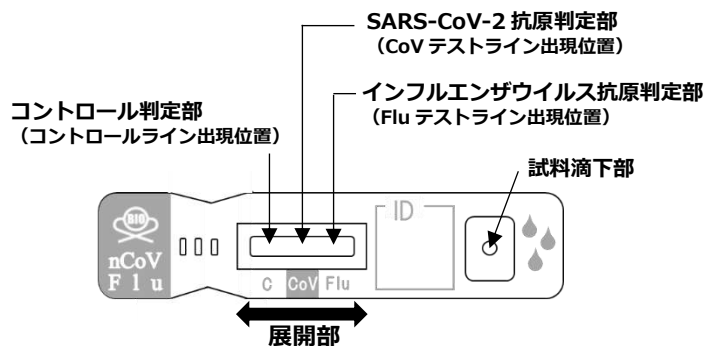 SARS-CoV-2 抗原判定部
（CoV テストライン出現位置）
インフルエンザウイルス抗原判定部
（Flu テストライン出現位置）
コントロール判定部
（コントロールライン出現位置）
試料滴下部
BIO
nCoV
Flu
ID
C CoV Flu
展開部